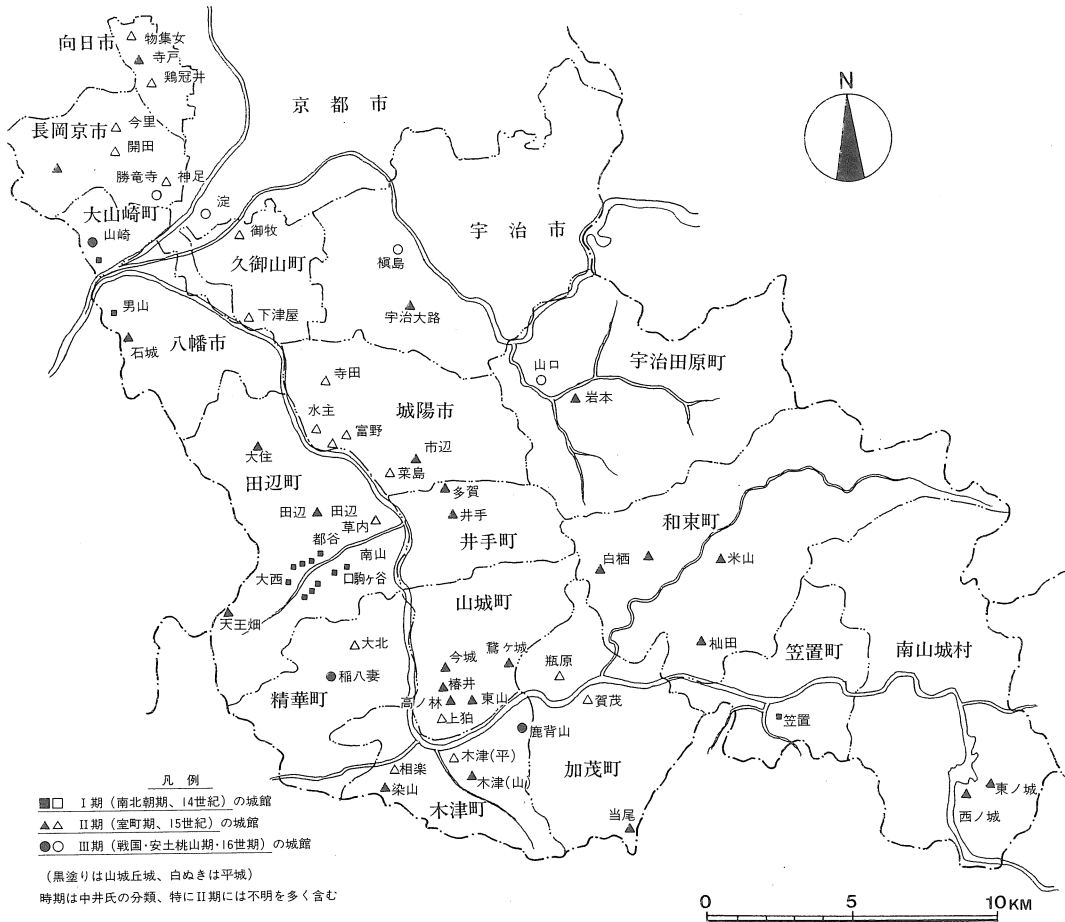 物集女
向日市
寺戸
鶏冠井
京都市
N
今里
長岡京市
開田
勝竜寺
神足
淀
大山崎町
山崎
御牧
宇治市
久御山町
槇島
男山
下津屋
宇治大路
石城
八幡市
山口
宇治田原町
岩本
寺田
水主
富野
城陽市
市辺
大住
菜島
田辺町
多賀
田辺
田辺
草内
井手
井手町
和束町
都谷
南山
白栖
米山
大西
口駒ヶ谷
天王畑
山城町
大北
今城
鷲ヶ城
瓶原
杣田
笠置町
南山城村
稲八妻
精華町
椿井
高ノ林
東山
賀茂
上狛
鹿背山
笠置
木津(平)
加茂町
相楽
木津(山)
染山
木津町
当尾
東ノ城
西ノ城
凡例
I期(南北朝期、14世紀)の城館
II期(室町期、15世紀)の城館
III期(戦国・安土桃山期・16世期)の城館
(黒塗りは山城丘城、白ぬきは平城)
時期は中井氏の分類、特にII期には不明を多く含む
0 5 10 KM